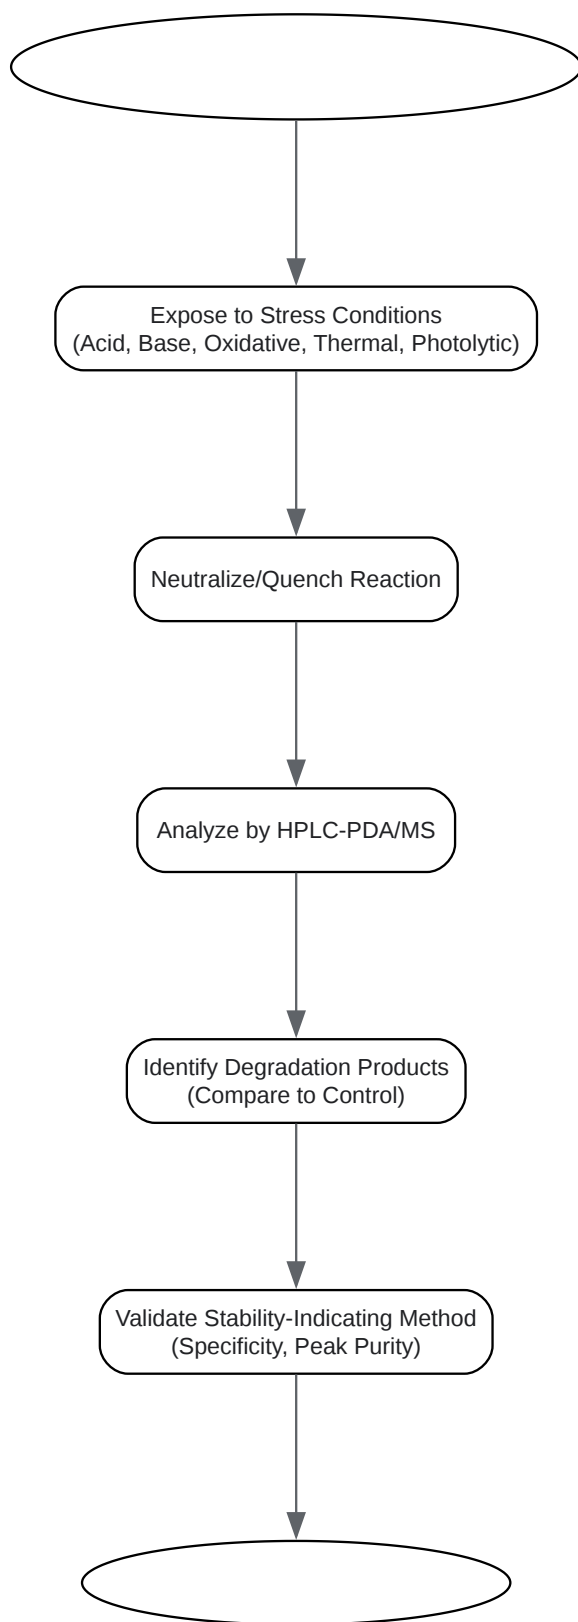 Expose to Stress Conditions
(Acid, Base, Oxidative, Thermal, Photolytic)
Neutralize/Quench Reaction
Analyze by HPLC-PDA/MS
Identify Degradation Products
(Compare to Control)
Validate Stability-Indicating Method
(Specificity, Peak Purity)